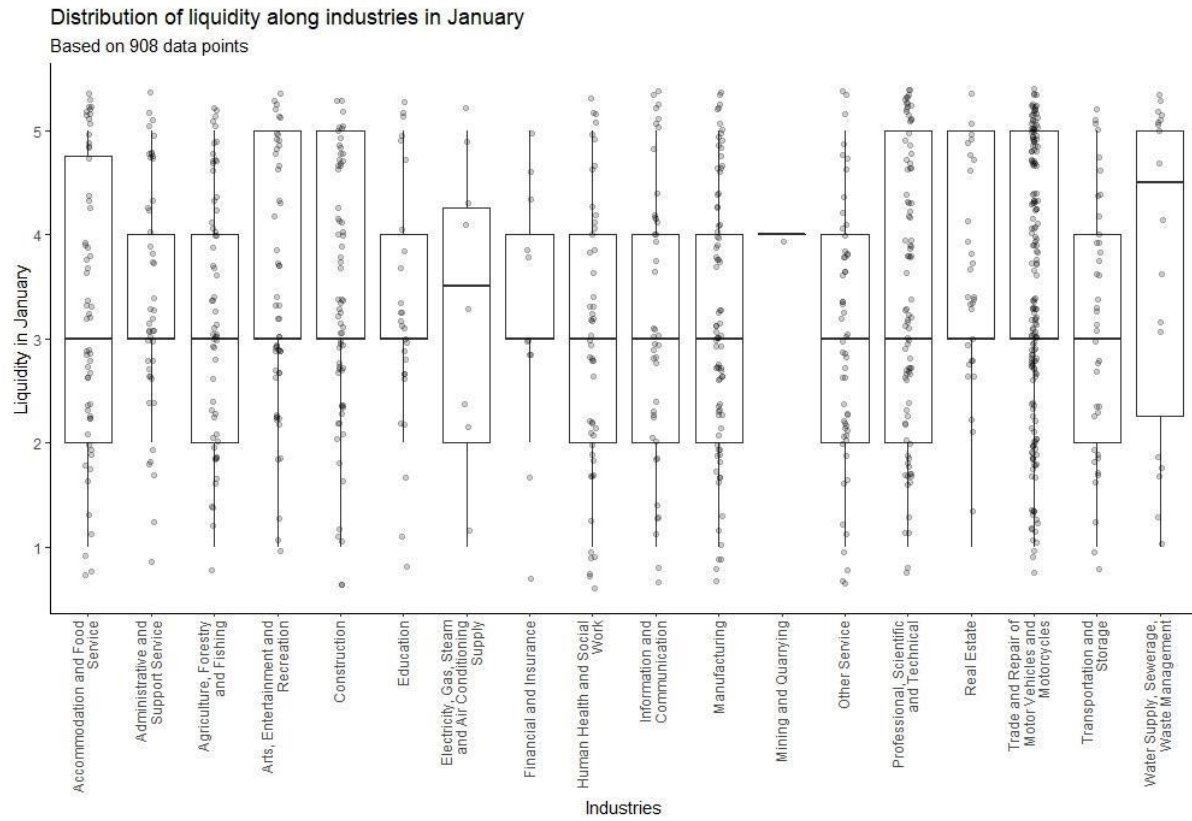 Distribution of liquidity along industries in January
Based on 908 data points
Liquidity in January
5
4
3
2
1
Accommodation and Food
Service
Administrative and
Support Service
Agriculture, Forestry
and Fishing
Arts, Entertainment and
Recreation
Construction
Education
Electricity, Gas, Steam
and Air Conditioning
Supply
Financial and Insurance
Human Health and Social
Work
Information and
Communication
Manufacturing
Mining and Quarrying
Other Service
Professional, Scientific
and Technical
Real Estate
Trade and Repair of
Motor Vehicles and
Motorcycles
Transportation and
Storage
Water Supply, Sewerage,
Waste Management
Industries